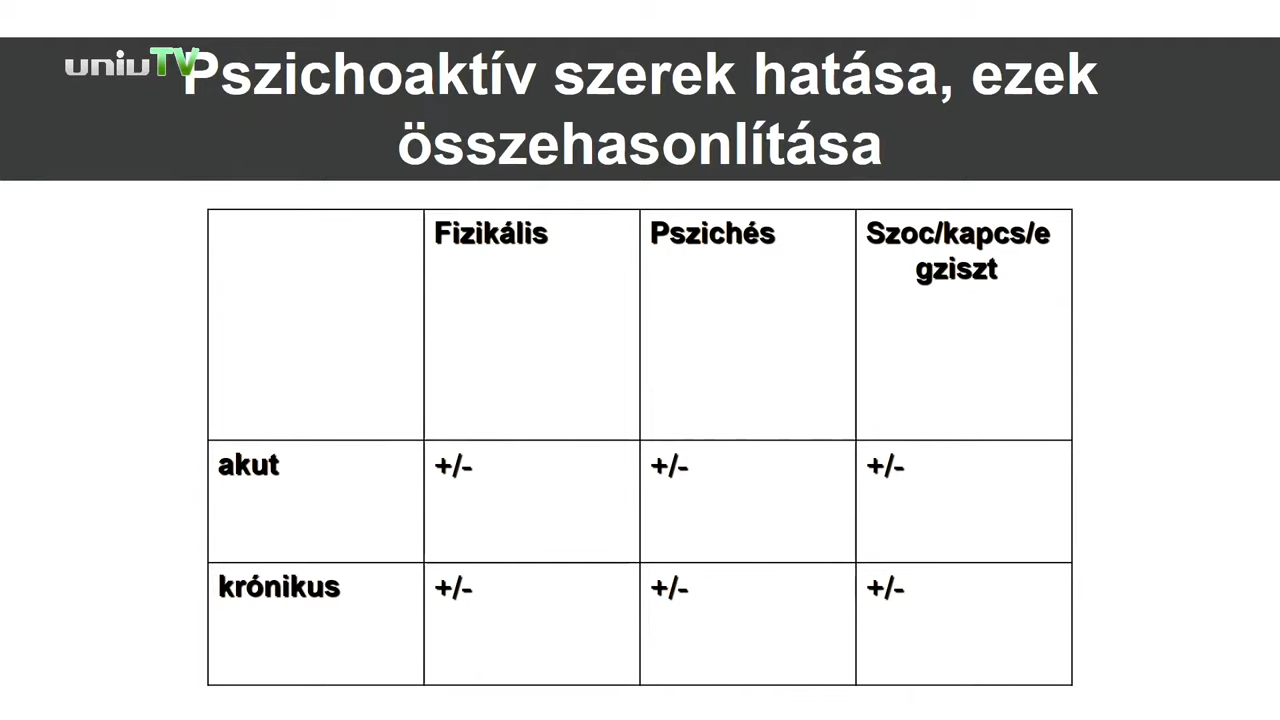 uniuTV
Pszichoaktív szerek hatása, ezek
összehasonlítása
Fizikális
Pszichés
Szoc/kapcs/e
gziszt
akut
+/-
+/-
+/-
krónikus
+/-
+/-
+/-